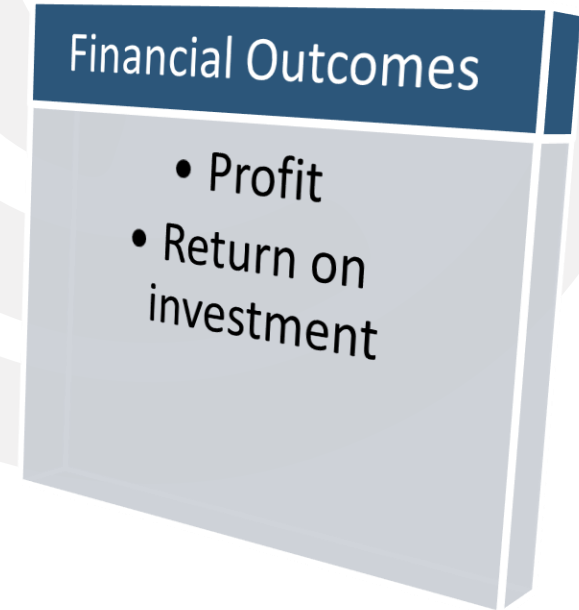 Financial Outcomes
• Profit
• Return on
investment